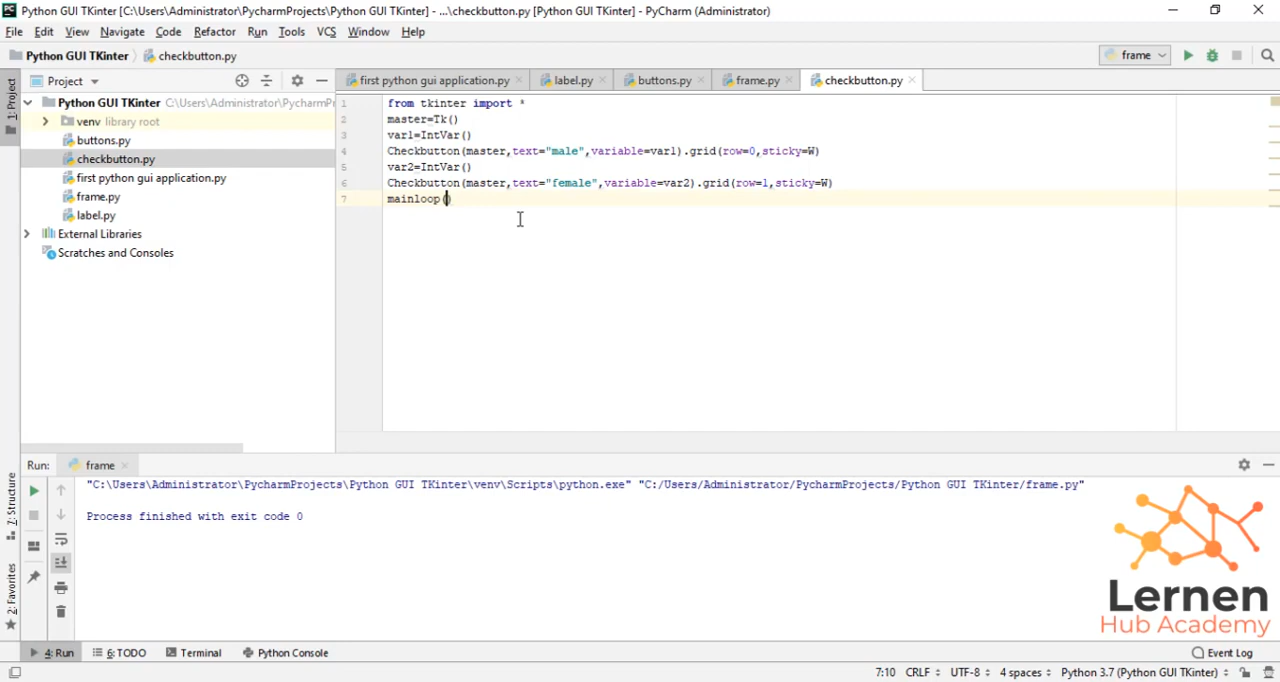 Python GUI TKinter [C:\Users\Administrator\PycharmProjects\Python GUI TKinter] - ...\checkbutton.py [Python GUI TKinter] - PyCharm (Administrator)
File Edit View Navigate Code Refactor Run Tools VCS Window Help
Python GUI TKinter checkbutton.py frame
1: Project Project first python gui application.py label.py buttons.py frame.py checkbutton.py
Python GUI TKinter C:\Users\Administrator\PycharmPr
venv library root
buttons.py
checkbutton.py
first python gui application.py
frame.py
label.py
External Libraries
Scratches and Consoles
1 from tkinter import *
2 master=Tk()
3 var1=IntVar()
4 Checkbutton(master,text="male",variable=var1).grid(row=0,sticky=W)
5 var2=IntVar()
6 Checkbutton(master,text="female",variable=var2).grid(row=1,sticky=W)
7 mainloop()
Run: frame
"C:\Users\Administrator\PycharmProjects\Python GUI TKinter\venv\Scripts\python.exe" "C:/Users/Administrator/PycharmProjects/Python GUI TKinter/frame.py"
Process finished with exit code 0
7: Structure
2: Favorites
Lernen
Hub Academy
4: Run 6: TODO Terminal Python Console Event Log
7:10 CRLF UTF-8 4 spaces Python 3.7 (Python GUI TKinter)